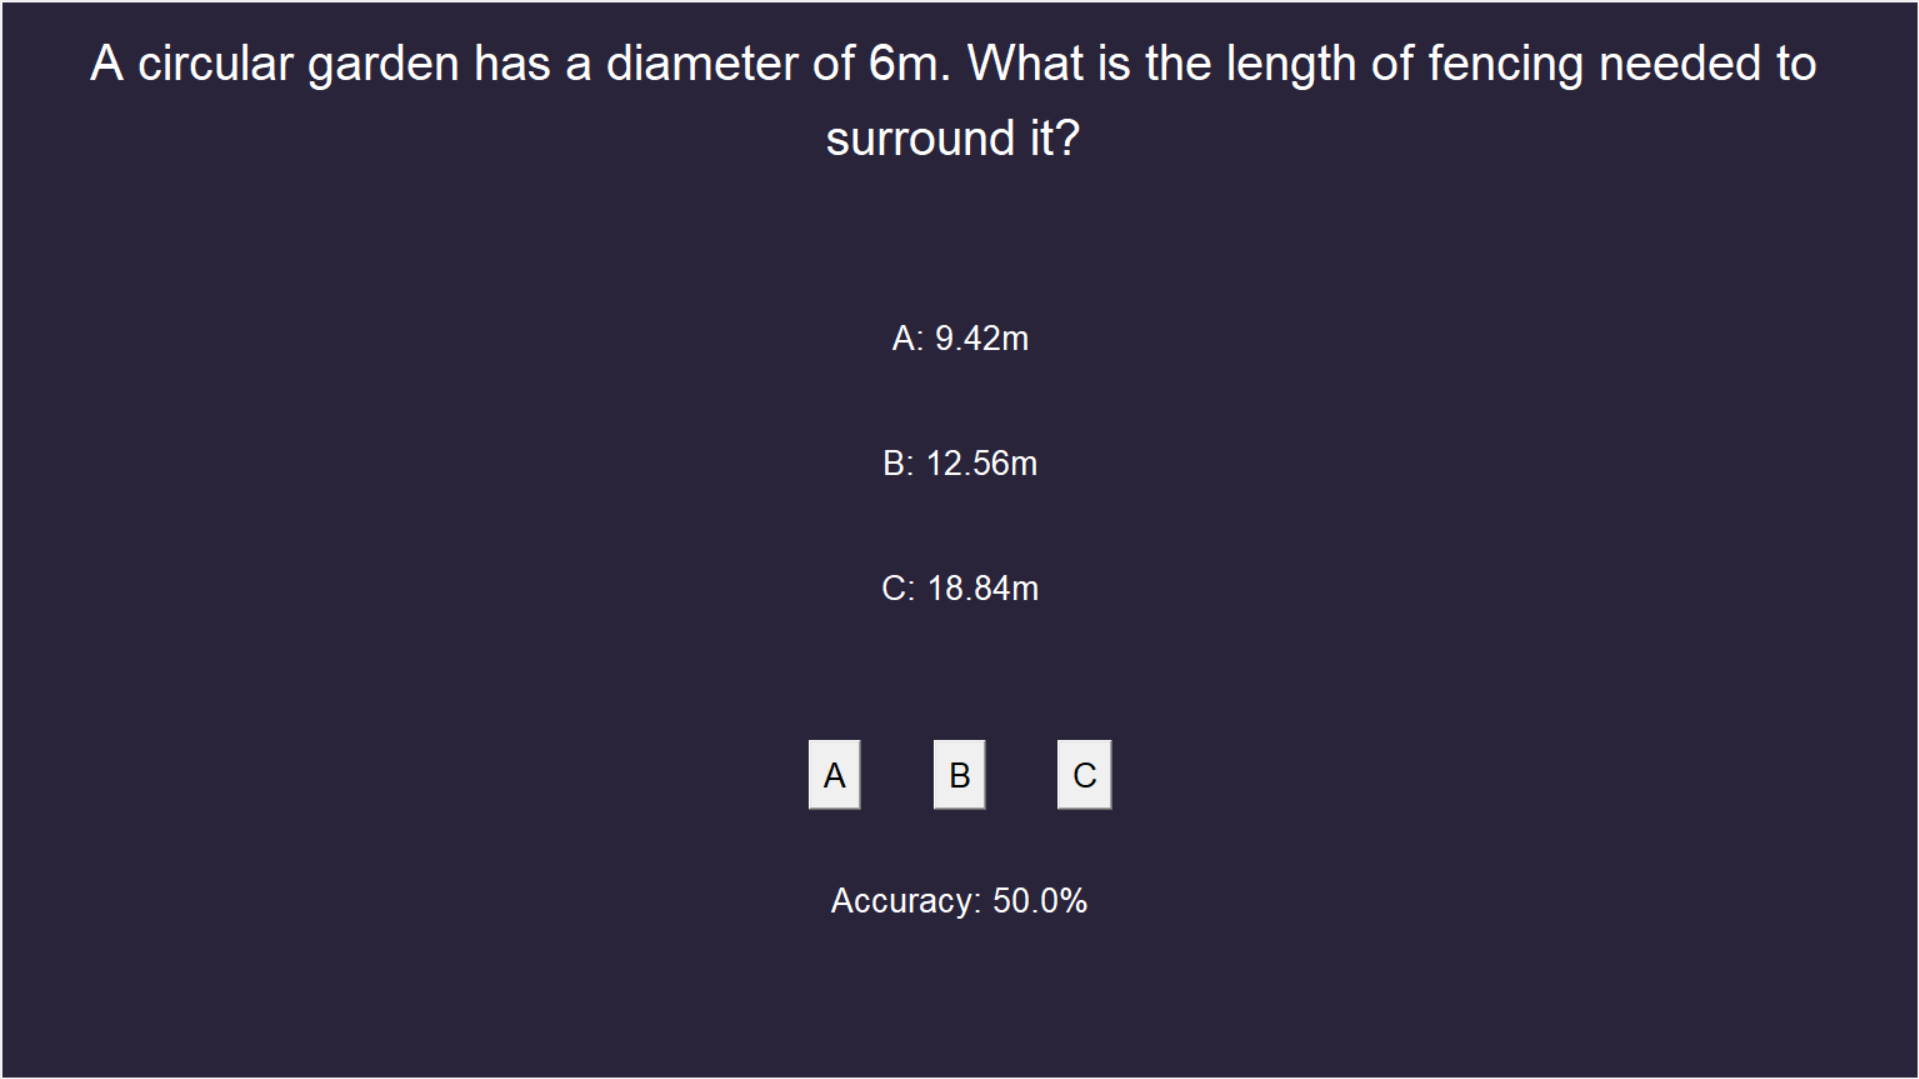 A circular garden has a diameter of 6m. What is the length of fencing needed to
surround it?
A: 9.42m
B: 12.56m
C: 18.84m
A B C
Accuracy: 50.0%